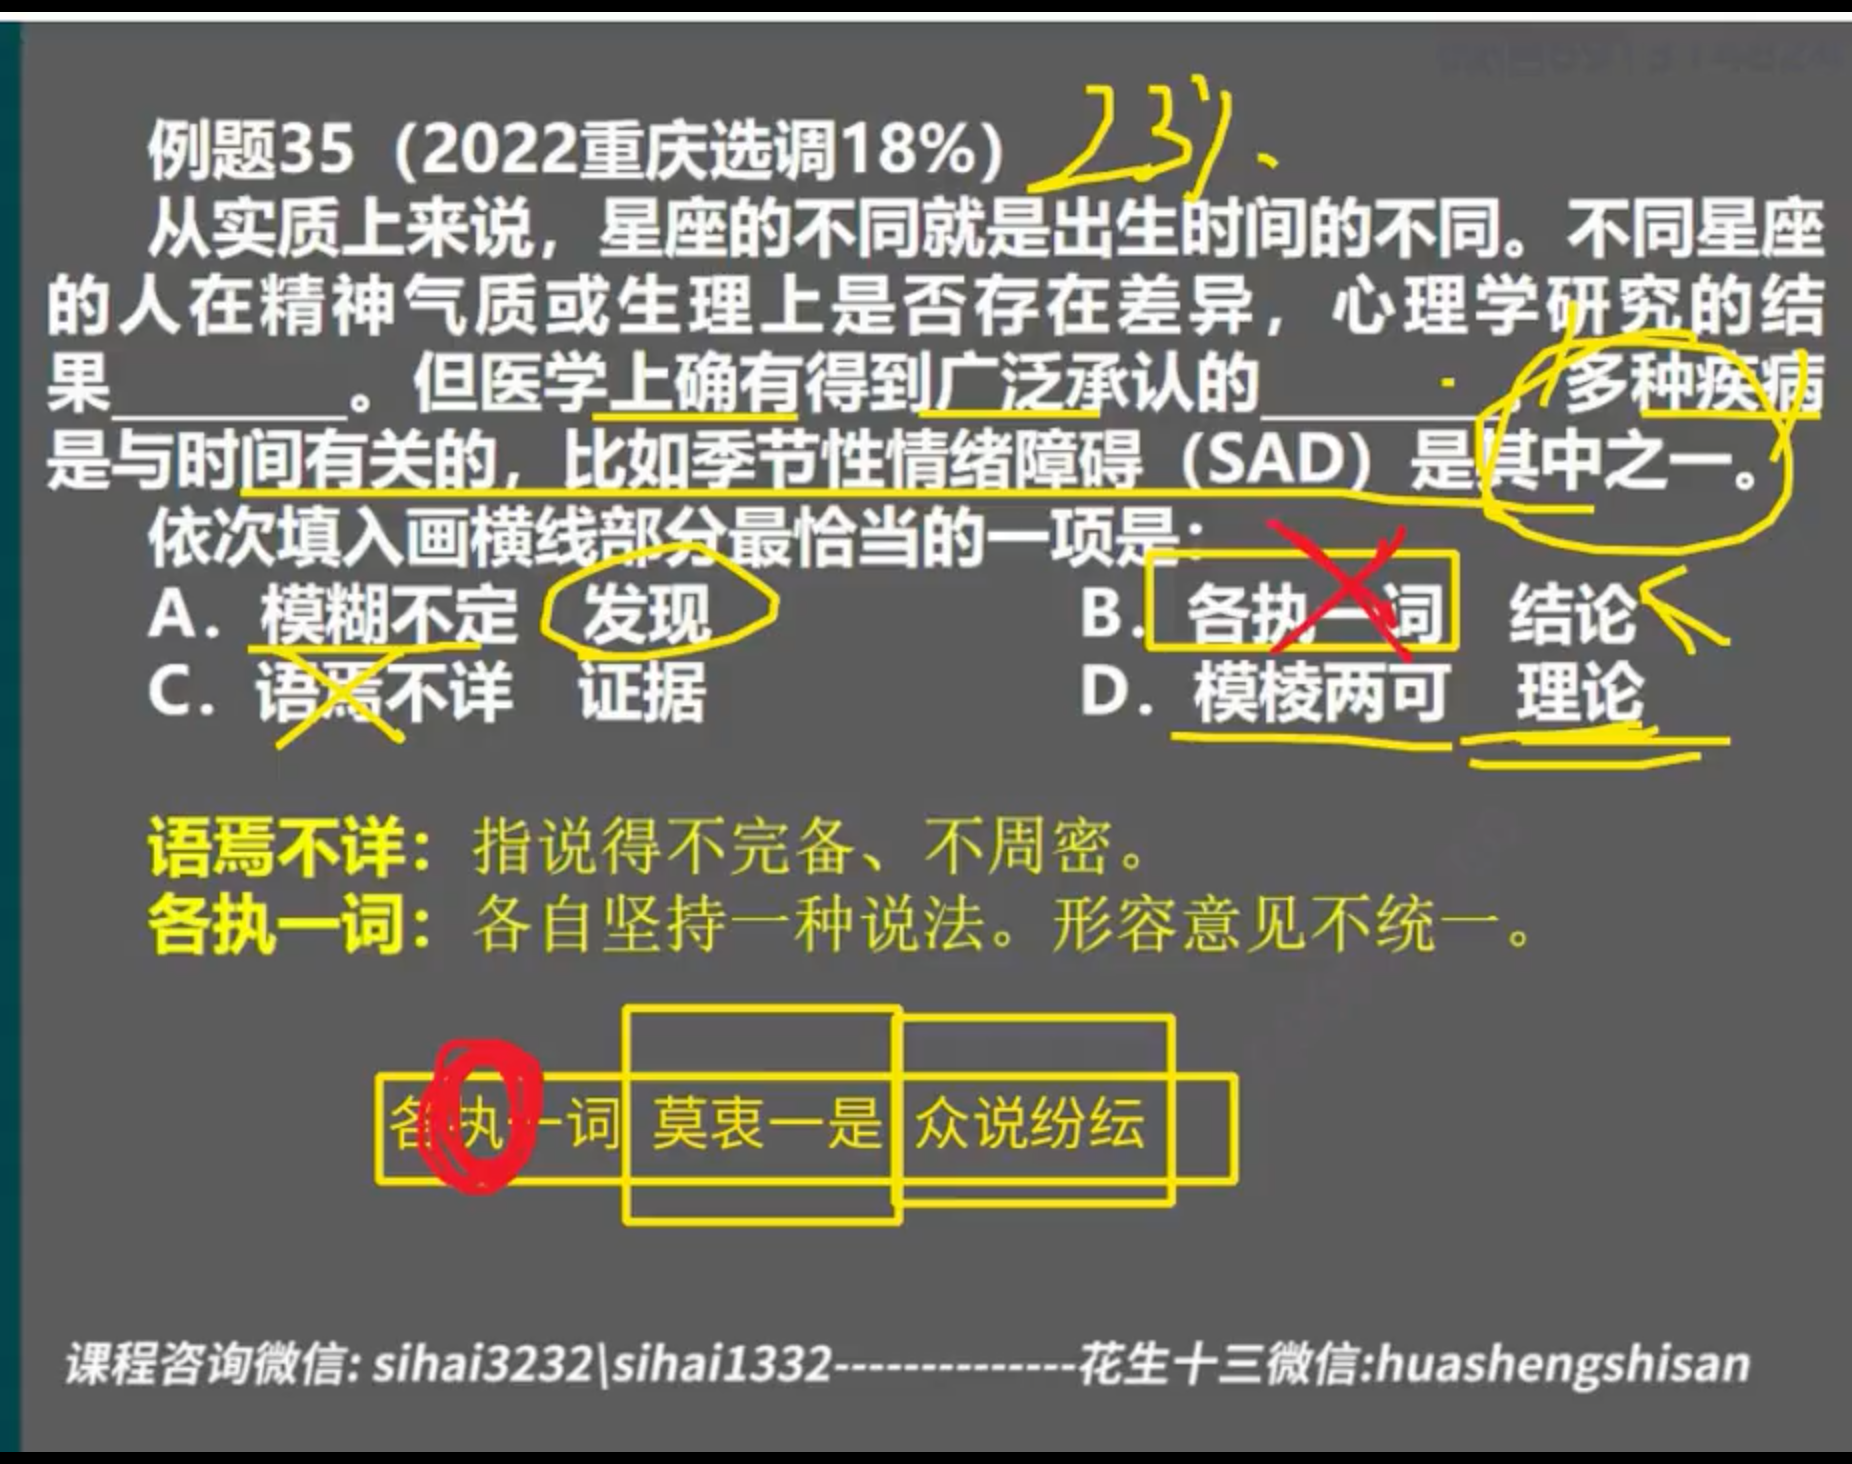 例题35（2022重庆选调18%） 23%、
从实质上来说，星座的不同就是出生时间的不同。不同星座
的人在精神气质或生理上是否存在差异，心理学研究的结
果________。但医学上确有得到广泛承认的________。多种疾病
是与时间有关的，比如季节性情绪障碍（SAD）是其中之一。
依次填入画横线部分最恰当的一项是：
A．模糊不定 发现 B．各执一词 结论
C．语焉不详 证据 D．模棱两可 理论
语焉不详：指说得不完备、不周密。
各执一词：各自坚持一种说法。形容意见不统一。
各执一词 莫衷一是 众说纷纭
课程咨询微信: sihai3232\sihai1332--------------花生十三微信:huashengshisan